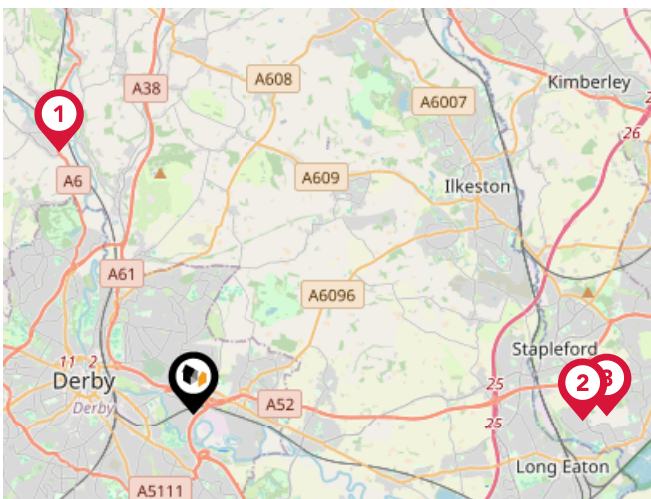 Kimberley
A38
A608
A6007
2
26
1
A6
A609
Ilkeston
A61
A6096
Stapleford
11 2
Derby
Derby
A52
25
25
2
Long Eaton
A5111